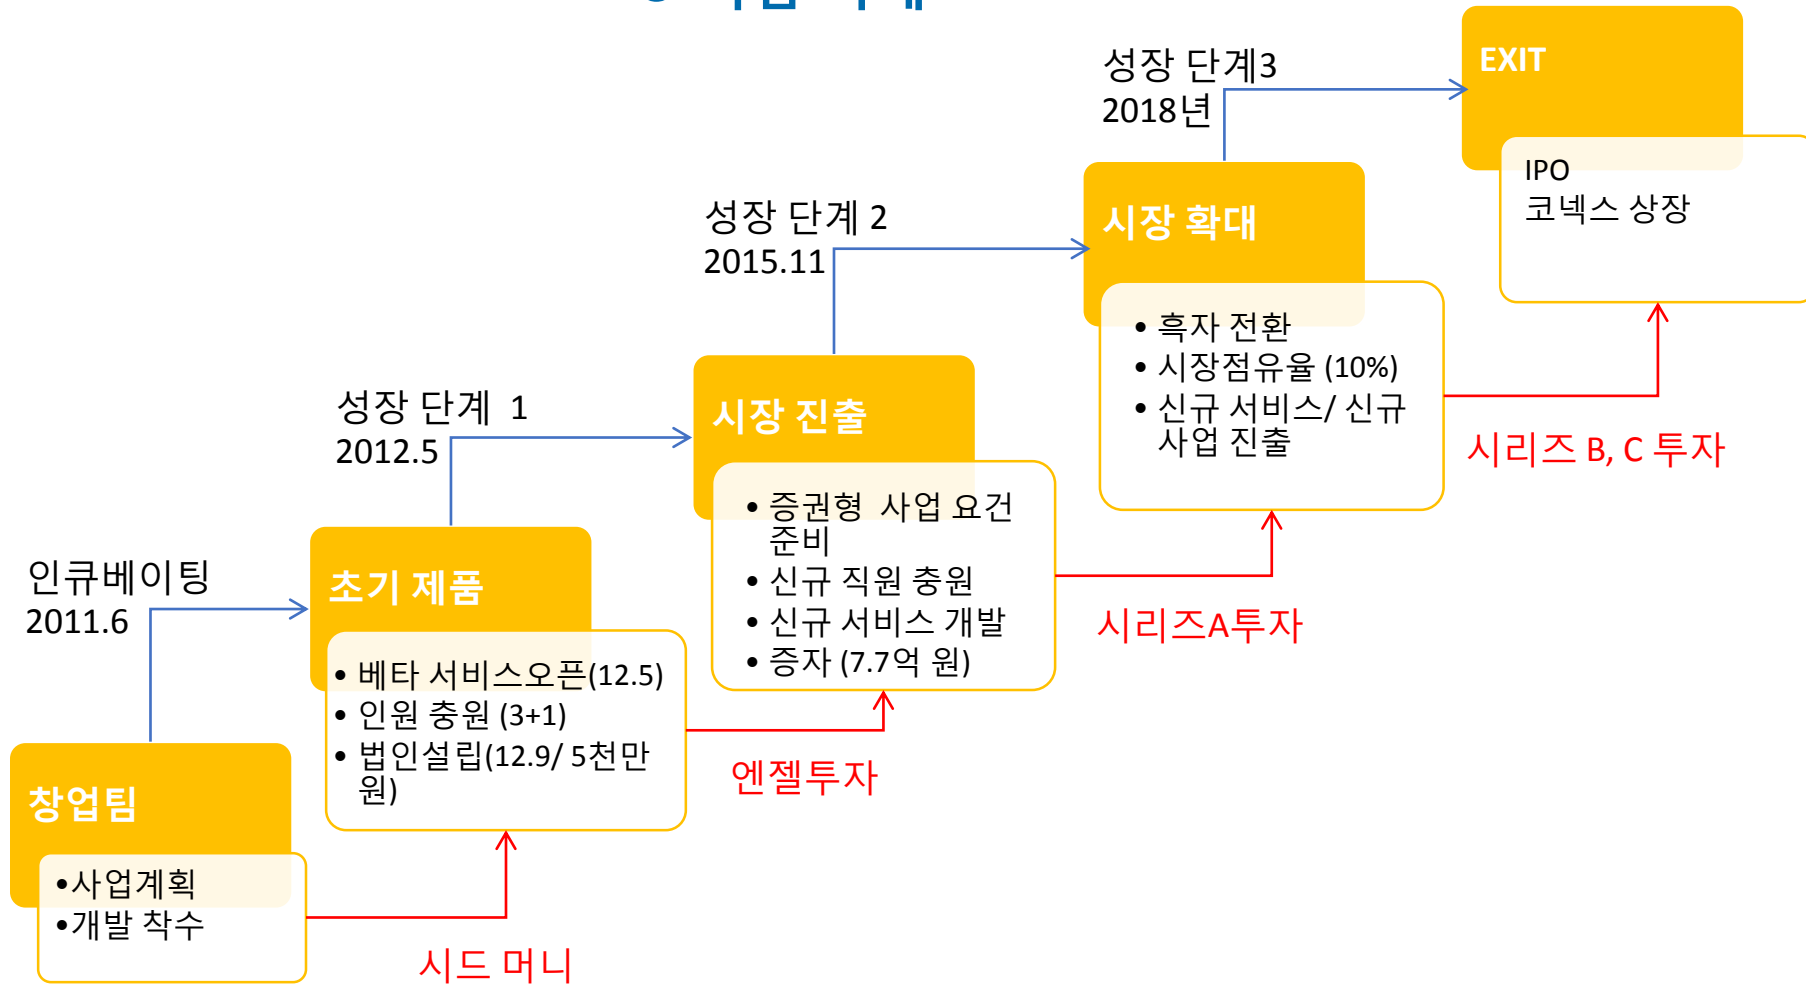 EXIT
성장 단계3
2018년
IPO
코넥스 상장
시장 확대
성장 단계 2
2015.11
• 흑자 전환
• 시장점유율 (10%)
• 신규 서비스/ 신규
사업 진출
시리즈 B, C 투자
시장 진출
성장 단계 1
2012.5
• 증권형 사업 요건
준비
• 신규 직원 충원
• 신규 서비스 개발
• 증자 (7.7억 원)
시리즈A투자
초기 제품
인큐베이팅
2011.6
• 베타 서비스오픈(12.5)
• 인원 충원 (3+1)
• 법인설립(12.9/ 5천만
원)
엔젤투자
창업팀
•사업계획
•개발 착수
시드 머니